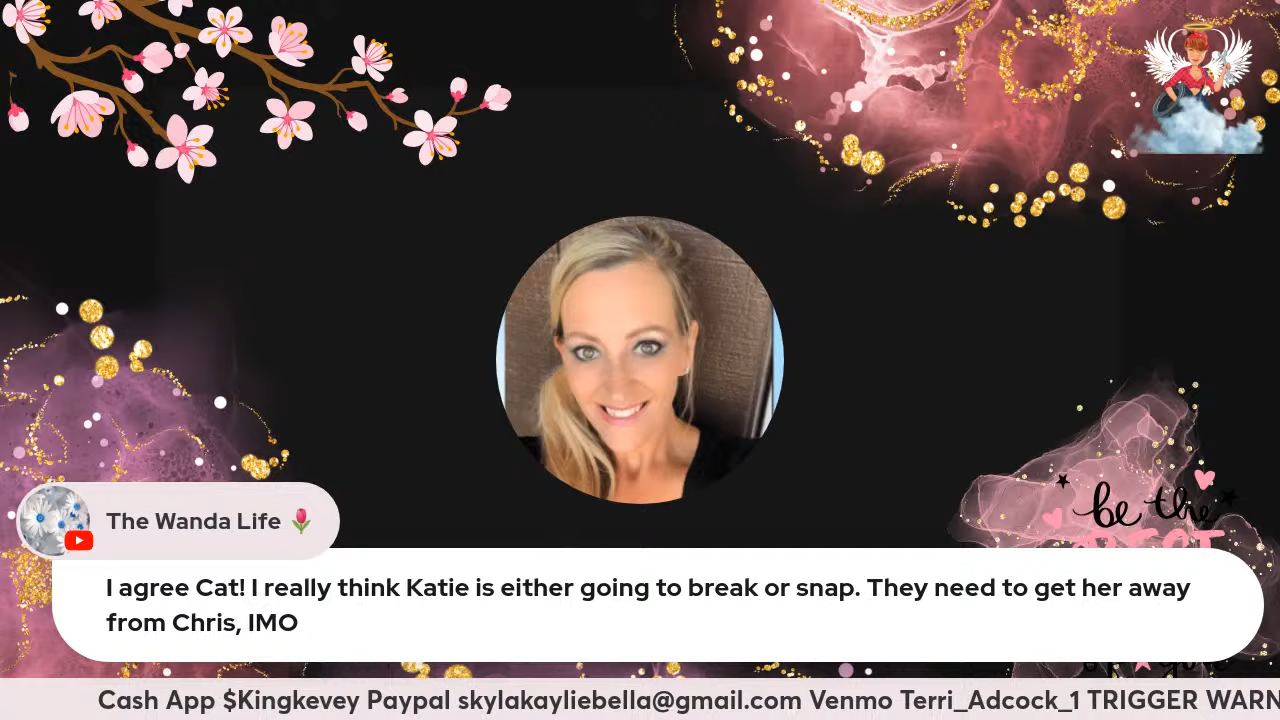 be the
The Wanda Life 🌷
I agree Cat! I really think Katie is either going to break or snap. They need to get her away
from Chris, IMO
Cash App $Kingkevey Paypal skylakayliebella@gmail.com Venmo Terri_Adcock_1 TRIGGER WARN